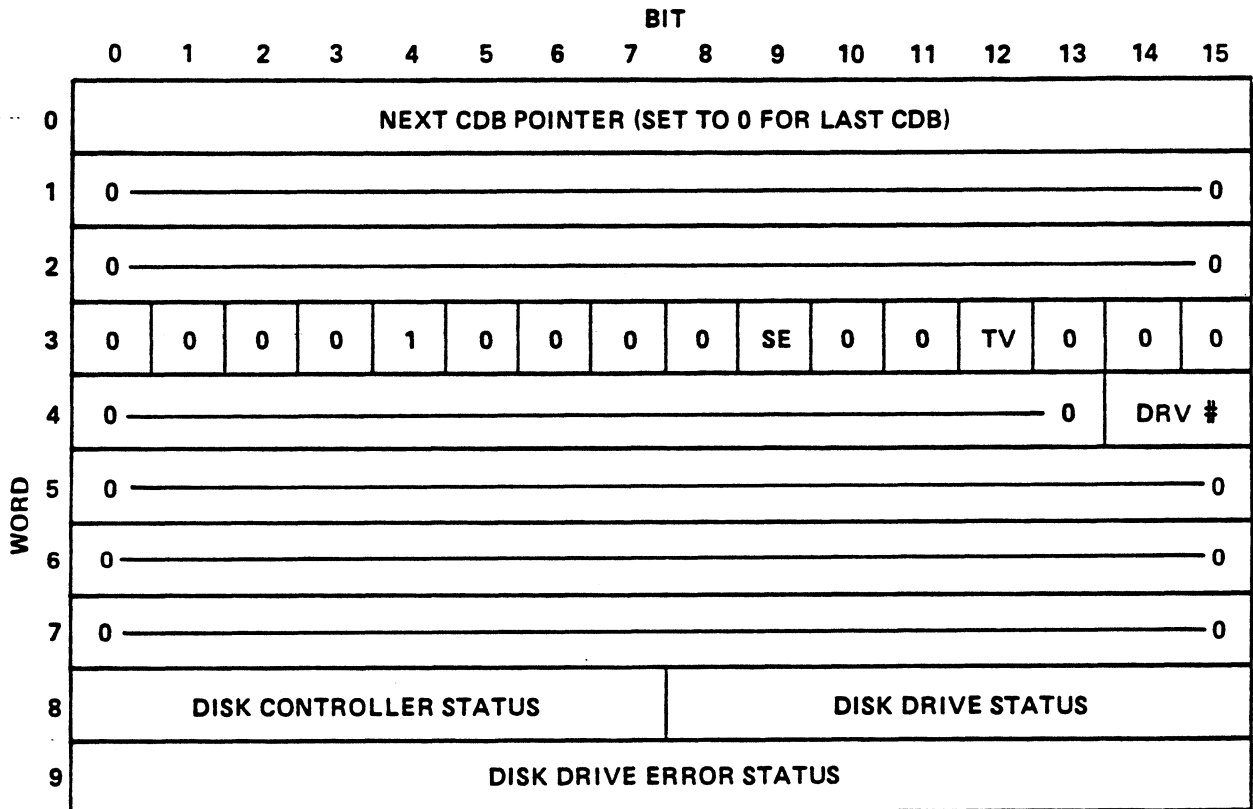 BIT
0 1 2 3 4 5 6 7 8 9 10 11 12 13 14 15
0 NEXT CDB POINTER (SET TO 0 FOR LAST CDB)
1 0 0
2 0 0
3 0 0 0 0 1 0 0 0 0 SE 0 0 TV 0 0 0
4 0 0 DRV #
WORD
5 0 0
6 0 0
7 0 0
8 DISK CONTROLLER STATUS DISK DRIVE STATUS
9 DISK DRIVE ERROR STATUS